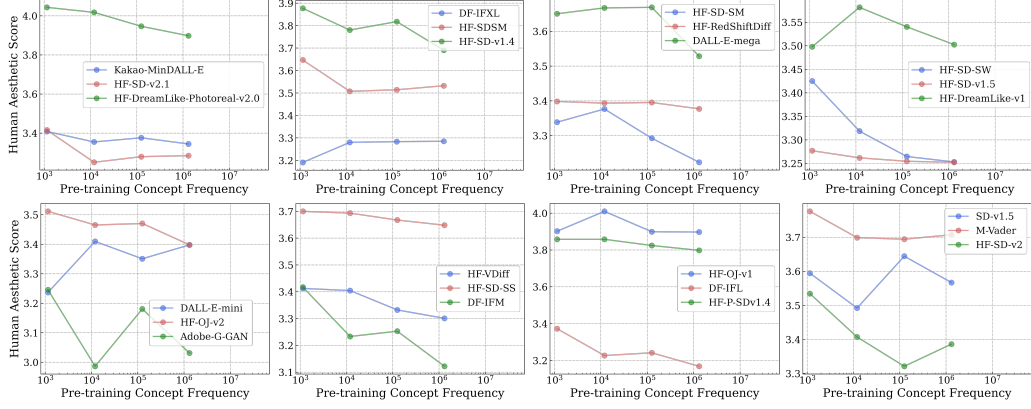 Human Aesthetic Score
4.0
3.8
3.6
3.4
Kakao-MinDALL-E
HF-SD-v2.1
HF-DreamLike-Photoreal-v2.0
10³ 10⁴ 10⁵ 10⁶ 10⁷
Pre-training Concept Frequency
3.9
3.8
3.7
3.6
3.5
3.4
3.3
3.2
DF-IFXL
HF-SDSM
HF-SD-v1.4
10³ 10⁴ 10⁵ 10⁶ 10⁷
Pre-training Concept Frequency
3.6
3.4
3.3
HF-SD-SM
HF-RedShiftDiff
DALL-E-mega
10³ 10⁴ 10⁵ 10⁶ 10⁷
Pre-training Concept Frequency
3.55
3.50
3.45
3.40
3.35
3.30
3.25
HF-SD-SW
HF-SD-v1.5
HF-DreamLike-v1
10³ 10⁴ 10⁵ 10⁶ 10⁷
Pre-training Concept Frequency
Human Aesthetic Score
3.5
3.4
3.3
3.2
3.1
3.0
DALL-E-mini
HF-OJ-v2
Adobe-G-GAN
10³ 10⁴ 10⁵ 10⁶ 10⁷
Pre-training Concept Frequency
3.7
3.6
3.5
3.4
3.3
3.2
3.1
HF-VDiff
HF-SD-SS
DF-IFM
10³ 10⁴ 10⁵ 10⁶ 10⁷
Pre-training Concept Frequency
4.0
3.8
3.6
3.4
3.2
HF-OJ-v1
DF-IFL
HF-P-SDv1.4
10³ 10⁴ 10⁵ 10⁶ 10⁷
Pre-training Concept Frequency
3.7
3.6
3.5
3.4
3.3
SD-v1.5
M-Vader
HF-SD-v2
10³ 10⁴ 10⁵ 10⁶ 10⁷
Pre-training Concept Frequency